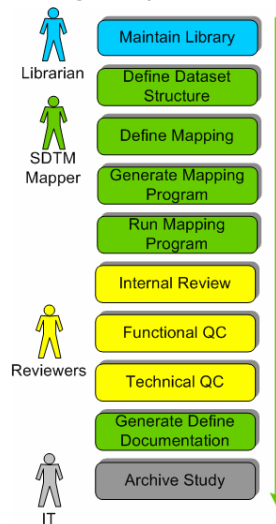 Maintain Library
Librarian
Define Dataset
Structure
Define Mapping
SDTM
Mapper
Generate Mapping
Program
Run Mapping
Program
Internal Review
Functional QC
Reviewers
Technical QC
Generate Define
Documentation
Archive Study
IT